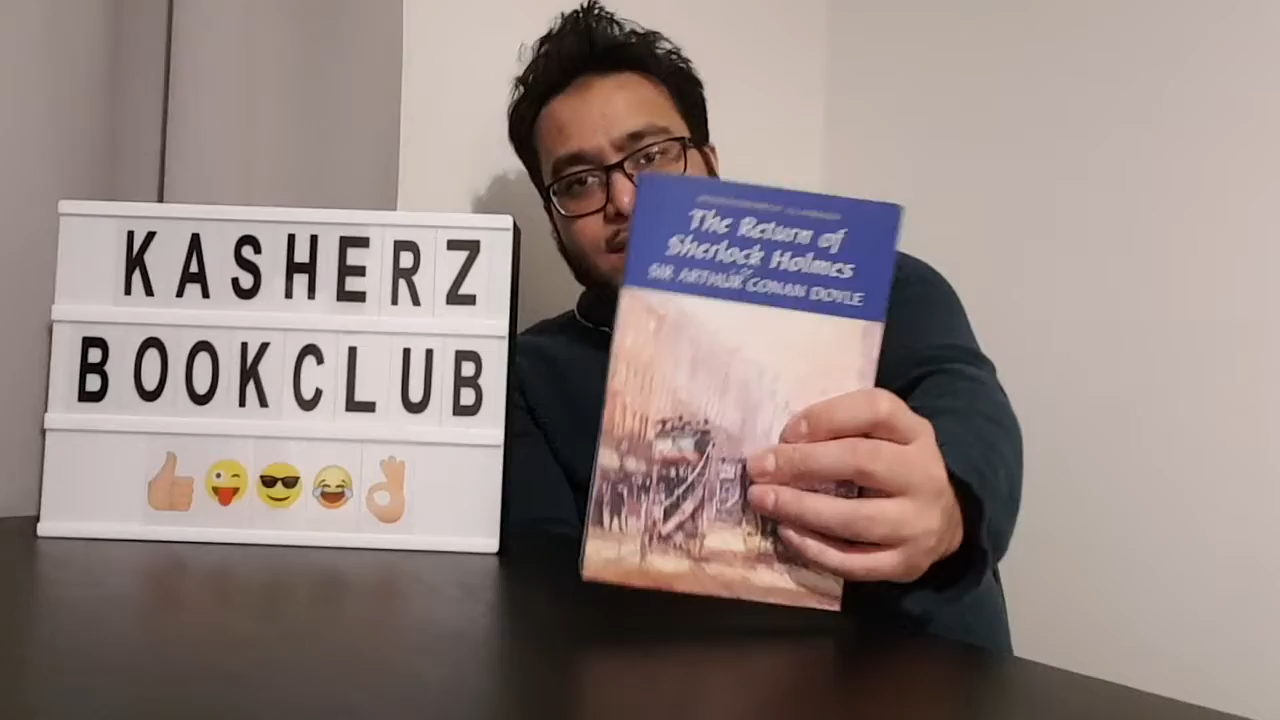 KASHERZ
BOOKCLUB
The Return of
Sherlock Holmes
SIR ARTHUR CONAN DOYLE